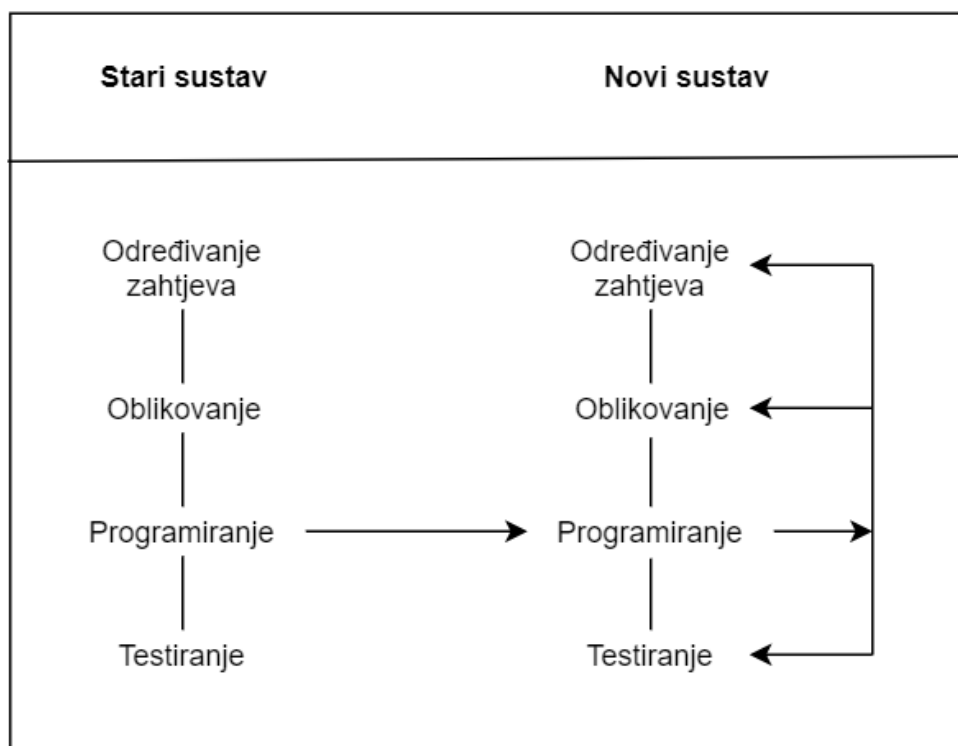 Stari sustav
Novi sustav
Određivanje
zahtjeva
Određivanje
zahtjeva
Oblikovanje
Oblikovanje
Programiranje
Programiranje
Testiranje
Testiranje